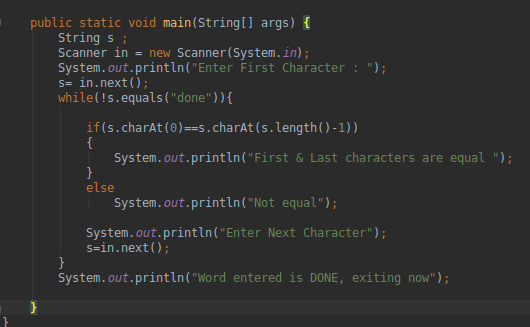 public static void main(String[] args) {
String s ;
Scanner in = new Scanner(System.in);
System.out.println("Enter First Character : ");
s= in.next();
while(!s.equals("done")){
if(s.charAt(0)==s.charAt(s.length()-1))
{
System.out.println("First & Last characters are equal ");
}
else
System.out.println("Not equal");
System.out.println("Enter Next Character");
s=in.next();
}
System.out.println("Word entered is DONE, exiting now");
}
}